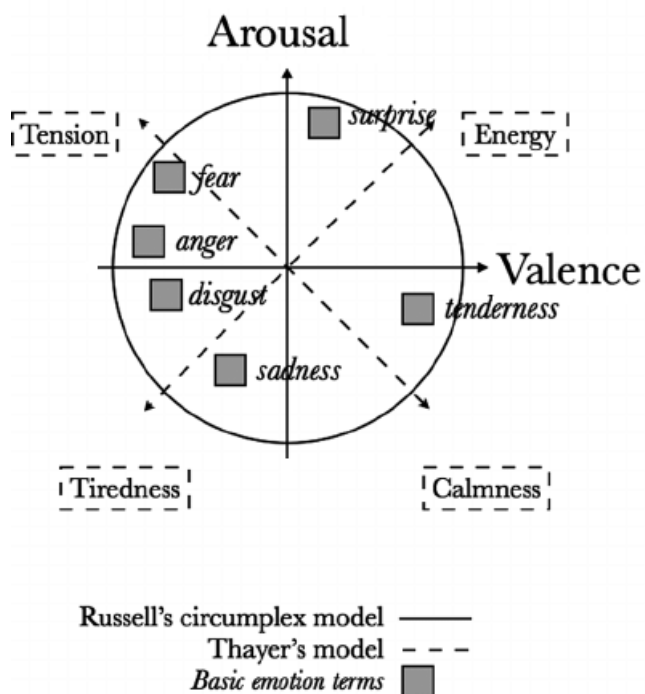 Arousal
surprise
Tension
Energy
fear
anger
Valence
disgust
tenderness
sadness
Tiredness
Calmness
Russell's circumplex model
Thayer's model
Basic emotion terms